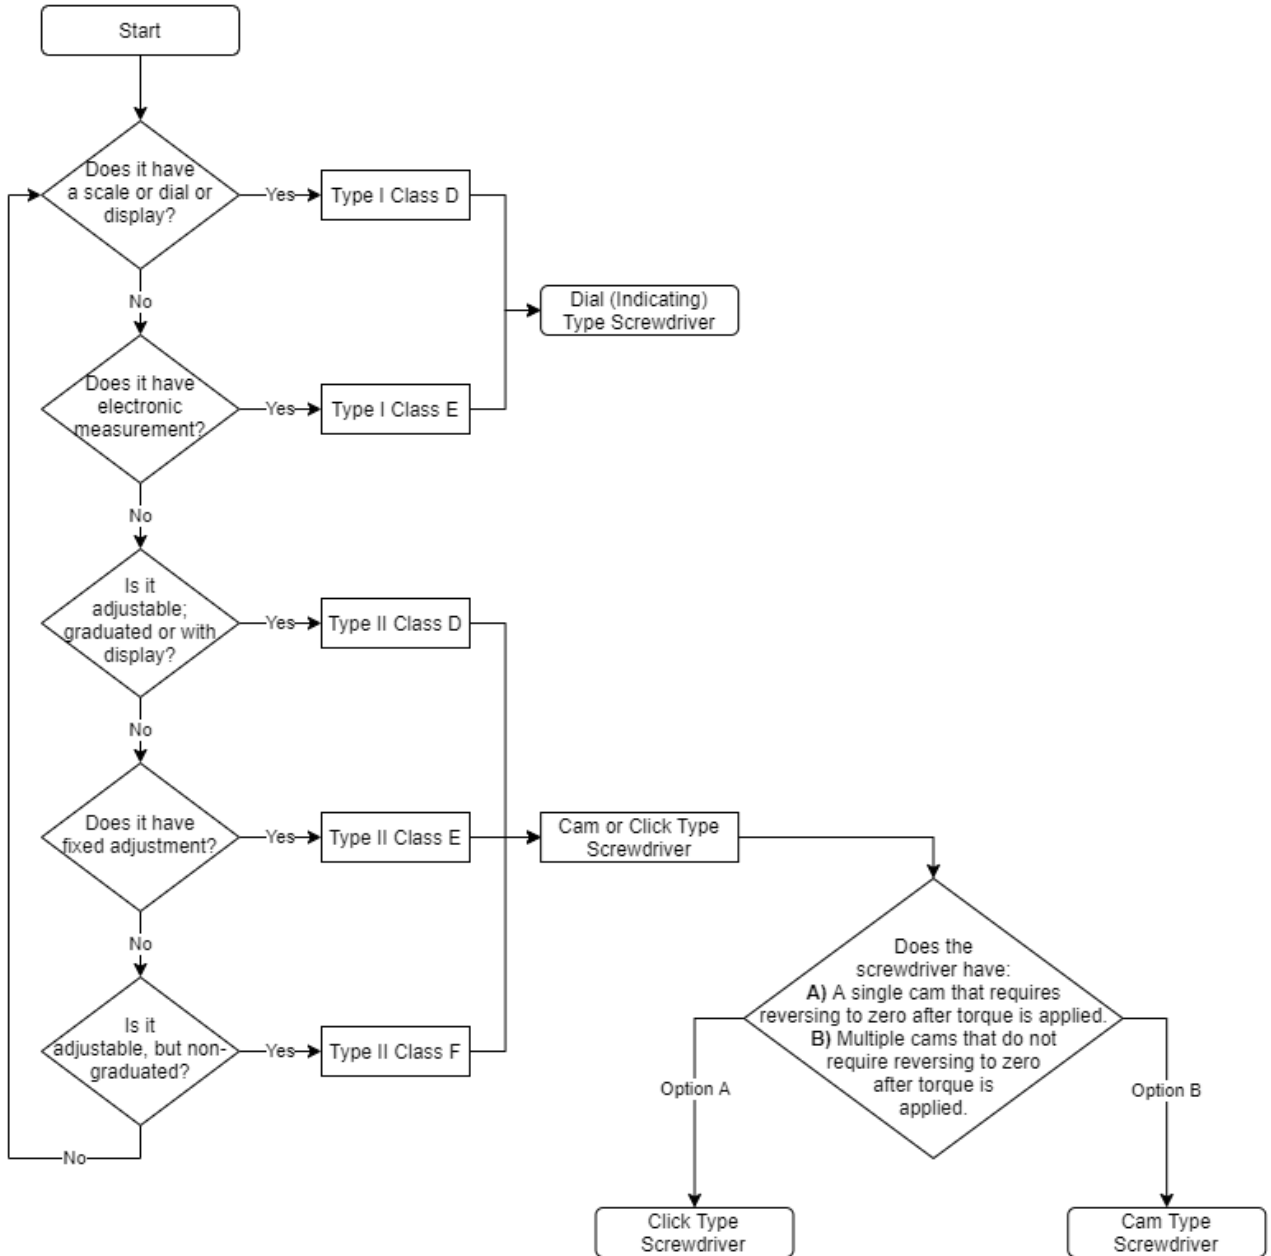 Start
Does it have
a scale or dial or
display?
Yes
Type I Class D
No
Dial (Indicating)
Type Screwdriver
Does it have
electronic
measurement?
Yes
Type I Class E
No
Is it
adjustable;
graduated or with
display?
Yes
Type II Class D
No
Does it have
fixed adjustment?
Yes
Type II Class E
Cam or Click Type
Screwdriver
No
Is it
adjustable, but non-
graduated?
Yes
Type II Class F
No
Does the
screwdriver have:
A) A single cam that requires
reversing to zero after torque is applied.
B) Multiple cams that do not
require reversing to zero
after torque is
applied.
Option A
Option B
Click Type
Screwdriver
Cam Type
Screwdriver